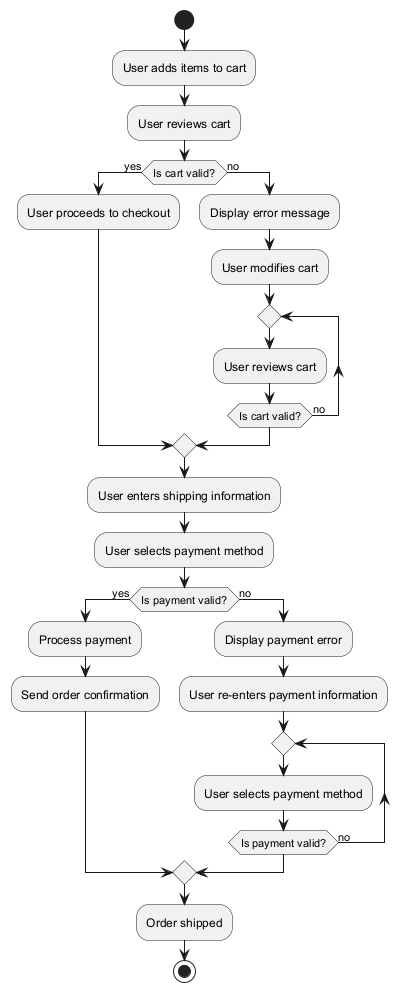 User adds items to cart
User reviews cart
yes
Is cart valid?
no
User proceeds to checkout
Display error message
User modifies cart
User reviews cart
Is cart valid?
no
User enters shipping information
User selects payment method
yes
Is payment valid?
no
Process payment
Display payment error
Send order confirmation
User re-enters payment information
User selects payment method
Is payment valid?
no
Order shipped